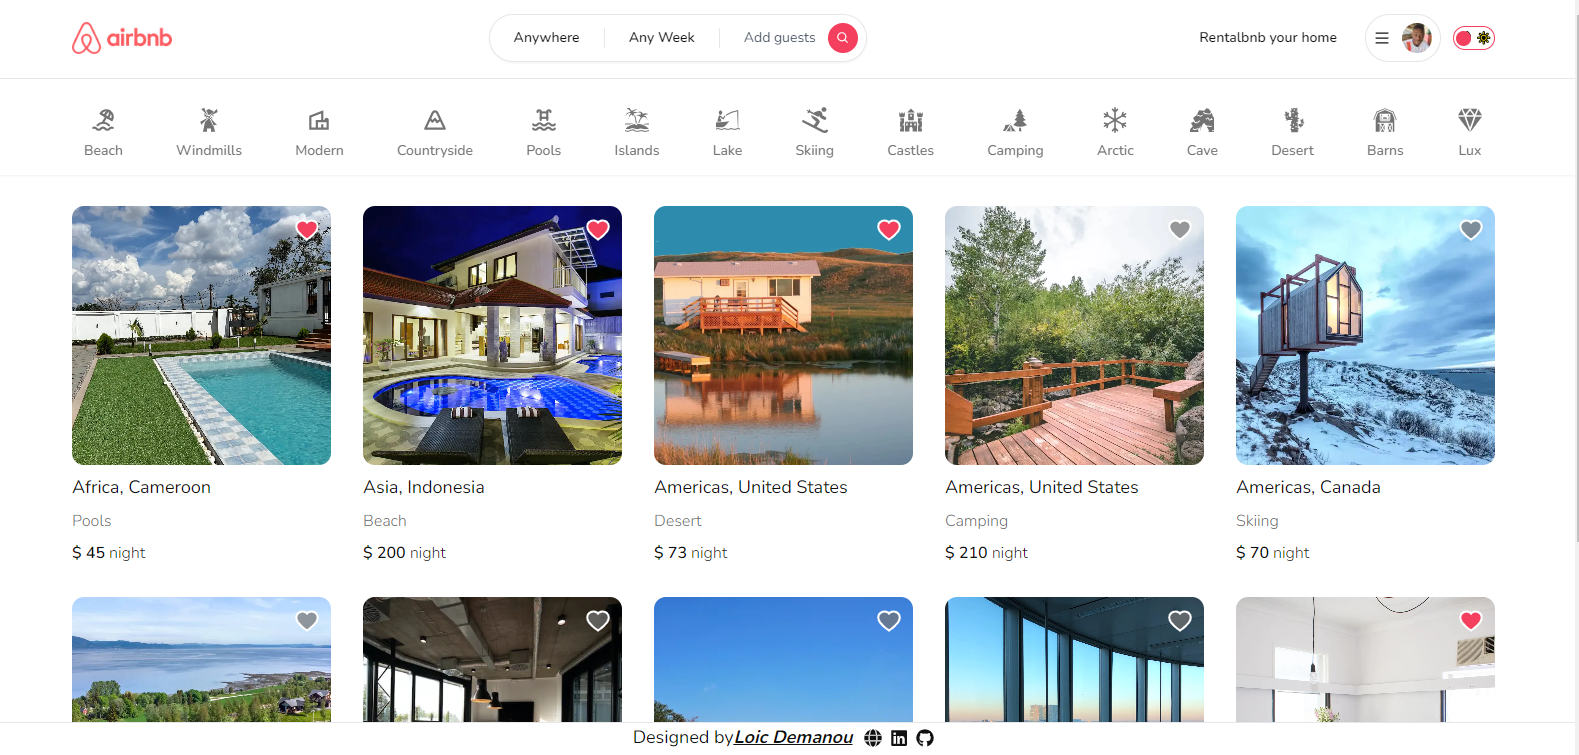 airbnb
Anywhere Any Week Add guests
Rentalbnb your home
Beach Windmills Modern Countryside Pools Islands Lake Skiing Castles Camping Arctic Cave Desert Barns Lux
Africa, Cameroon
Pools
$ 45 night
Asia, Indonesia
Beach
$ 200 night
Americas, United States
Desert
$ 73 night
Americas, United States
Camping
$ 210 night
Americas, Canada
Skiing
$ 70 night
Designed byLoic Demanou